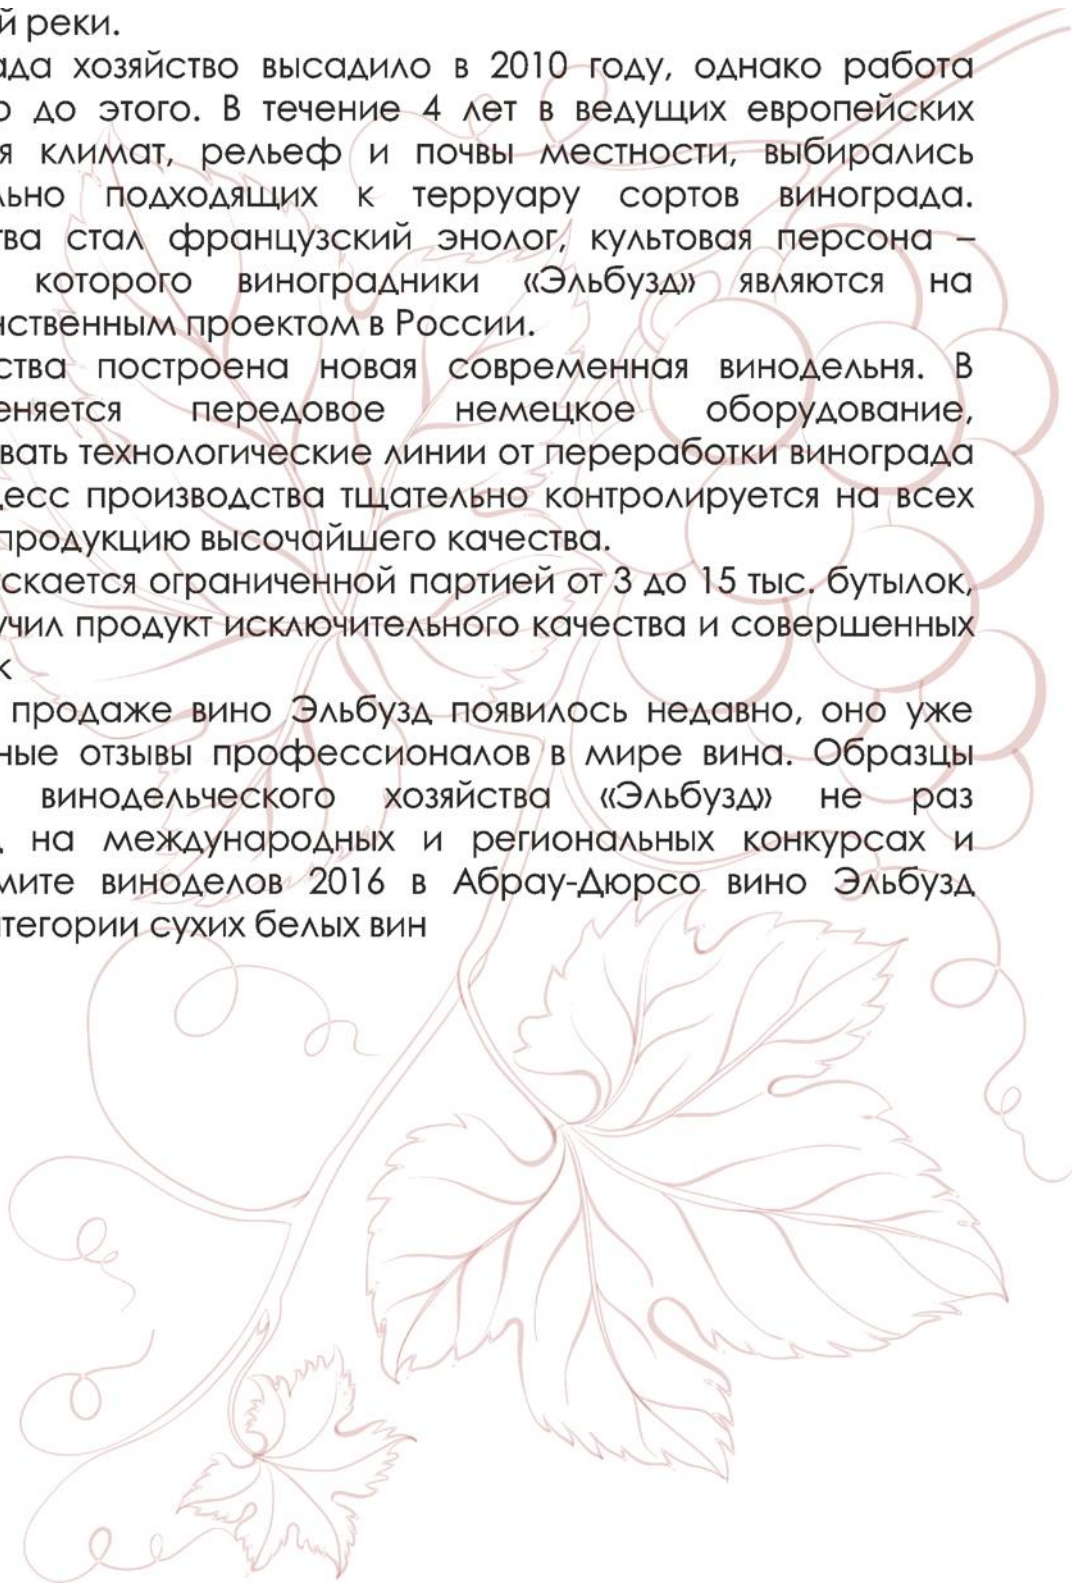 й реки.
ада хозяйство высадило в 2010 году, однако работа
о до этого. В течение 4 лет в ведущих европейских
я климат, рельеф и почвы местности, выбирались
льно подходящих к терруару сортов винограда.
тва стал французский энолог, культовая персона –
которого виноградники «Эльбузд» являются на
нственным проектом в России.
ства построена новая современная винодельня. В
еняется передовое немецкое оборудование,
вать технологические линии от переработки винограда
цесс производства тщательно контролируется на всех
продукцию высочайшего качества.
ускается ограниченной партией от 3 до 15 тыс. бутылок,
учил продукт исключительного качества и совершенных
к
продаже вино Эльбузд появилось недавно, оно уже
ные отзывы профессионалов в мире вина. Образцы
винодельческого хозяйства «Эльбузд» не раз
д на международных и региональных конкурсах и
мите виноделов 2016 в Абрау-Дюрсо вино Эльбузд
тегории сухих белых вин